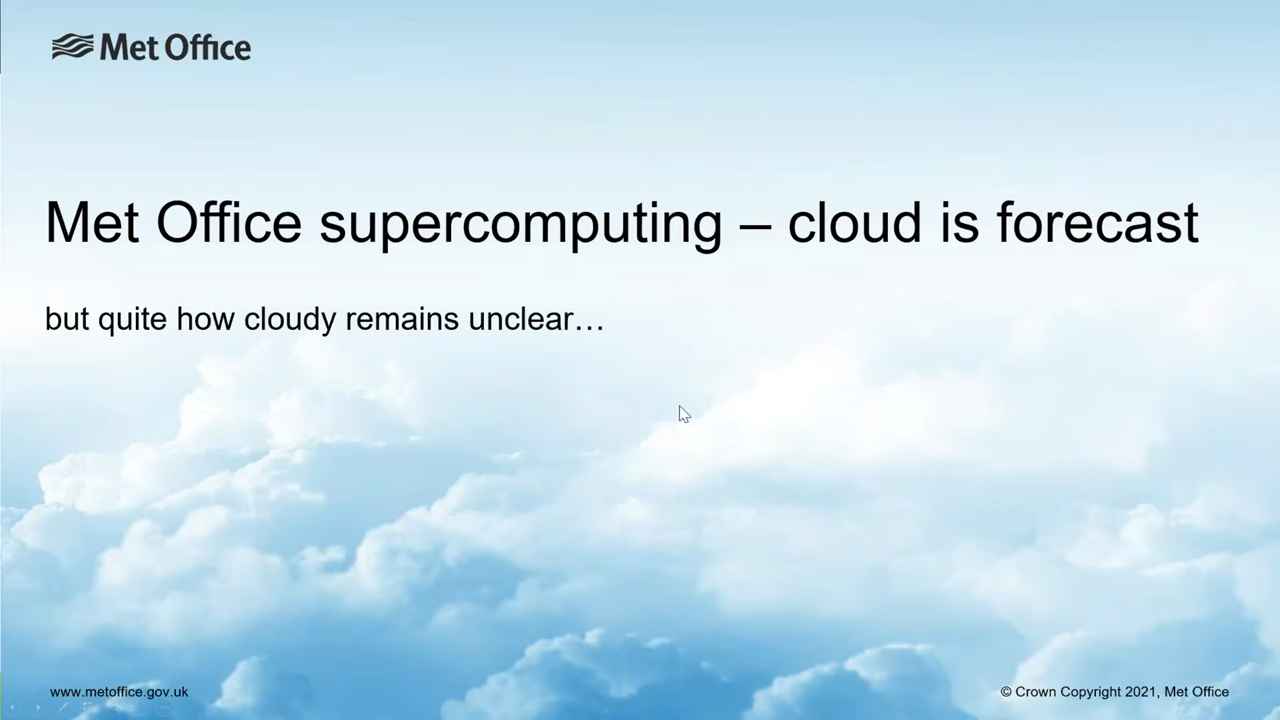 Met Office
Met Office supercomputing – cloud is forecast
but quite how cloudy remains unclear…
www.metoffice.gov.uk
© Crown Copyright 2021, Met Office